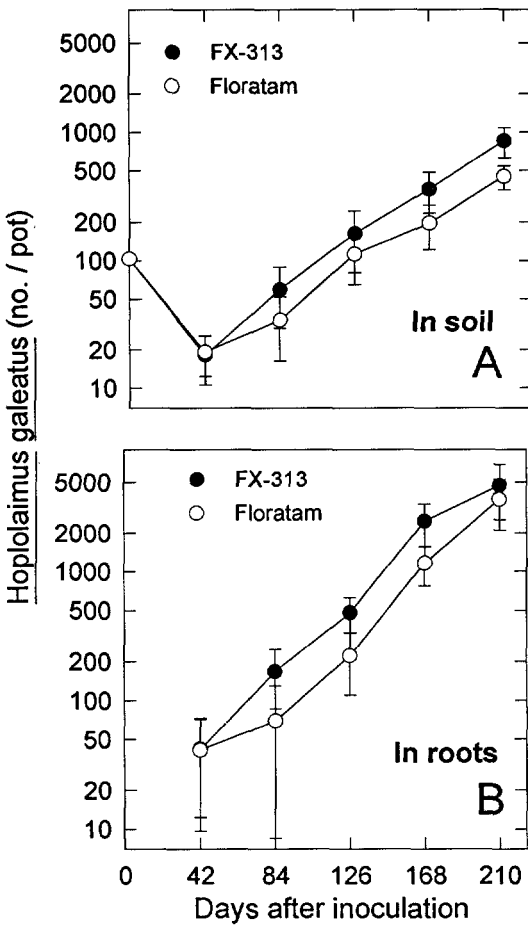 5000
2000
1000
500
200
100
50
20
10
FX-313
Floratam
In soil
A
Hoplolaimus galeatus (no. / pot)
5000
2000
1000
500
200
100
50
20
10
FX-313
Floratam
In roots
B
0 42 84 126 168 210
Days after inoculation